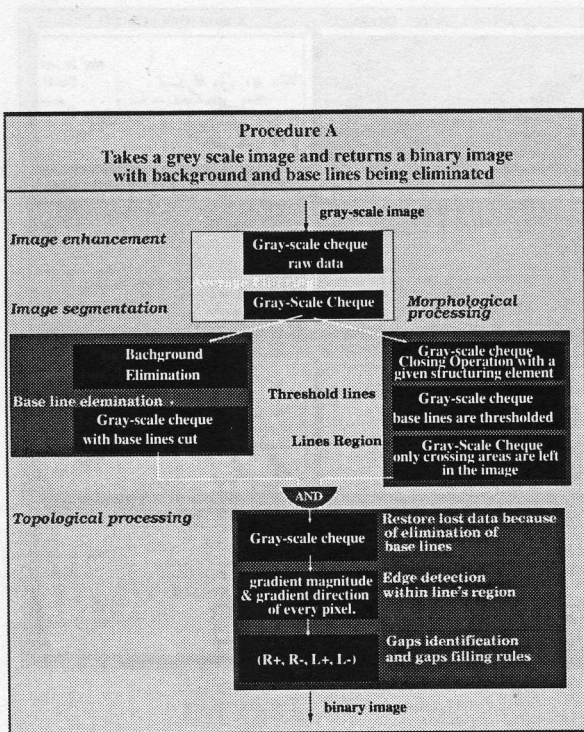 Procedure A
Takes a grey scale image and returns a binary image
with background and base lines being eliminated
gray-scale image
Image enhancement
Gray-scale cheque
raw data
Image segmentation
Gray-Scale Cheque
Morphological
processing
Bachground
Elimination
Base line elemination
Gray-scale cheque
with base lines cut
Threshold lines
Lines Region
Gray-scale cheque
Closing Operation with a
given structuring element
Gray-scale cheque
base lines are thresholded
Gray-Scale Cheque
only crossing areas are left
in the image
AND
Topological processing
Gray-scale cheque
Restore lost data because
of elimination of
base lines
gradient magnitude
& gradient direction
of every pixel.
Edge detection
within line's region
(R+, R-, L+, L-)
Gaps identification
and gaps filling rules
binary image